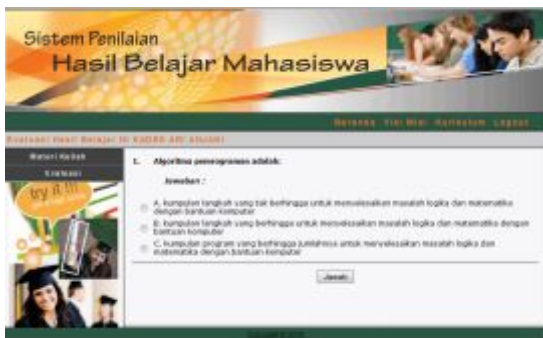 Sistem Penilaian
Hasil Belajar Mahasiswa
Beranda Visi Misi Kurikulum Logout
Evaluasi Hasil Belajar
Materi Kuliah
Evaluasi
try it !!!
1. Algoritma pemrograman adalah:
Jawaban :
A. kumpulan langkah yang tak berhingga untuk menyelesaikan masalah logika dan matematika
dengan bantuan komputer
B. kumpulan langkah yang berhingga untuk menyelesaikan masalah logika dan matematika dengan
bantuan komputer
C. kumpulan program yang berhingga jumlahnya untuk menyelesaikan masalah logika dan
matematika dengan bantuan komputer
Jawab